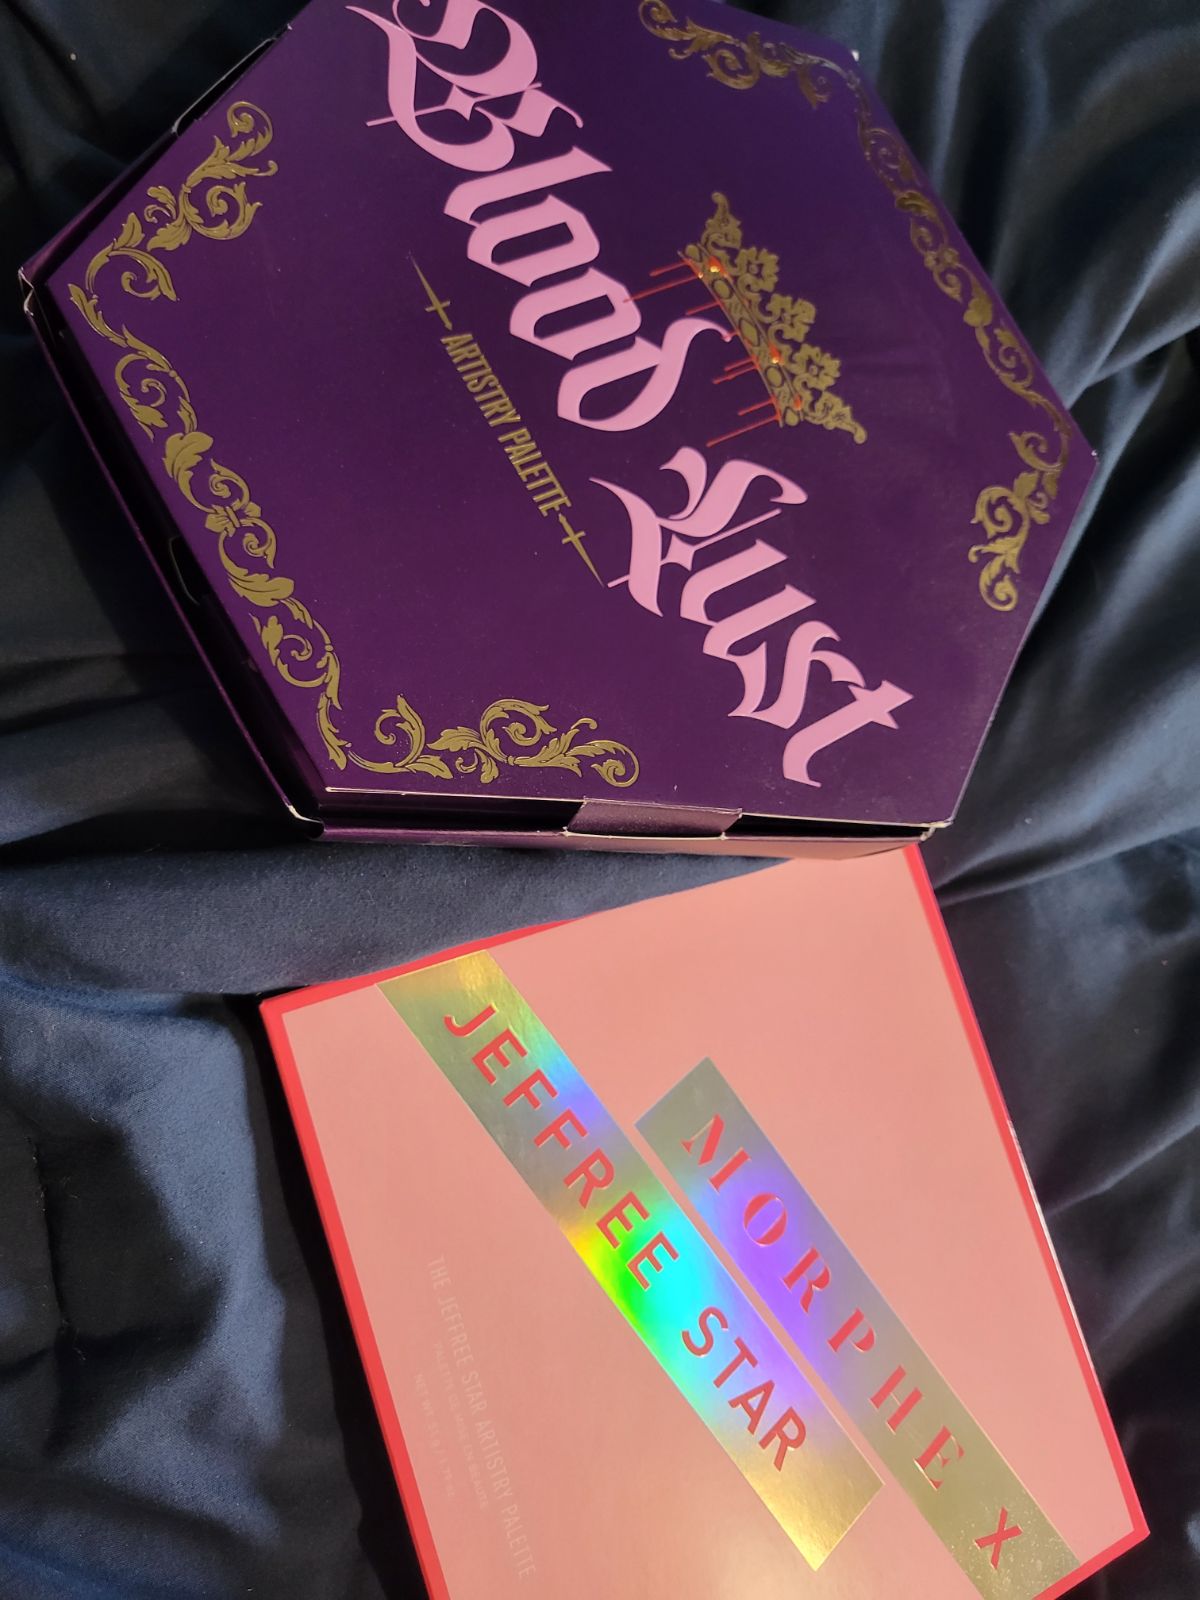 Blood Lust
ARTISTRY PALETTE
MORPHE X
JEFFREE STAR
THE JEFFREE STAR ARTISTRY PALETTE